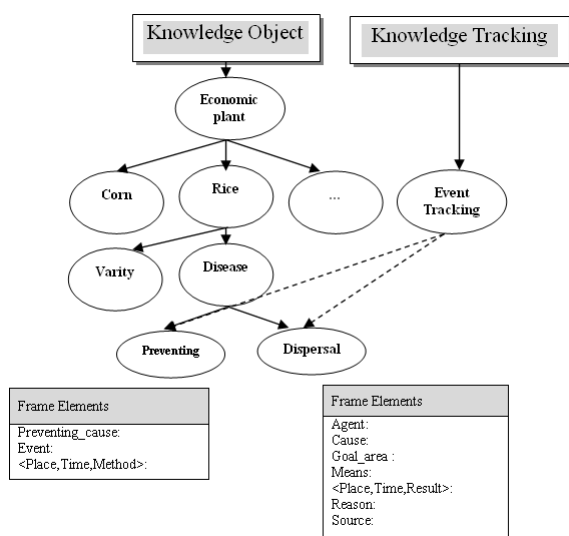 Knowledge Object
Knowledge Tracking
Economic
plant
Corn
Rice
...
Event
Tracking
Varity
Disease
Preventing
Dispersal
Frame Elements
Preventing_cause:
Event:
<Place,Time,Method>:
Frame Elements
Agent:
Cause:
Goal_area :
Means:
<Place,Time,Result>:
Reason:
Source: